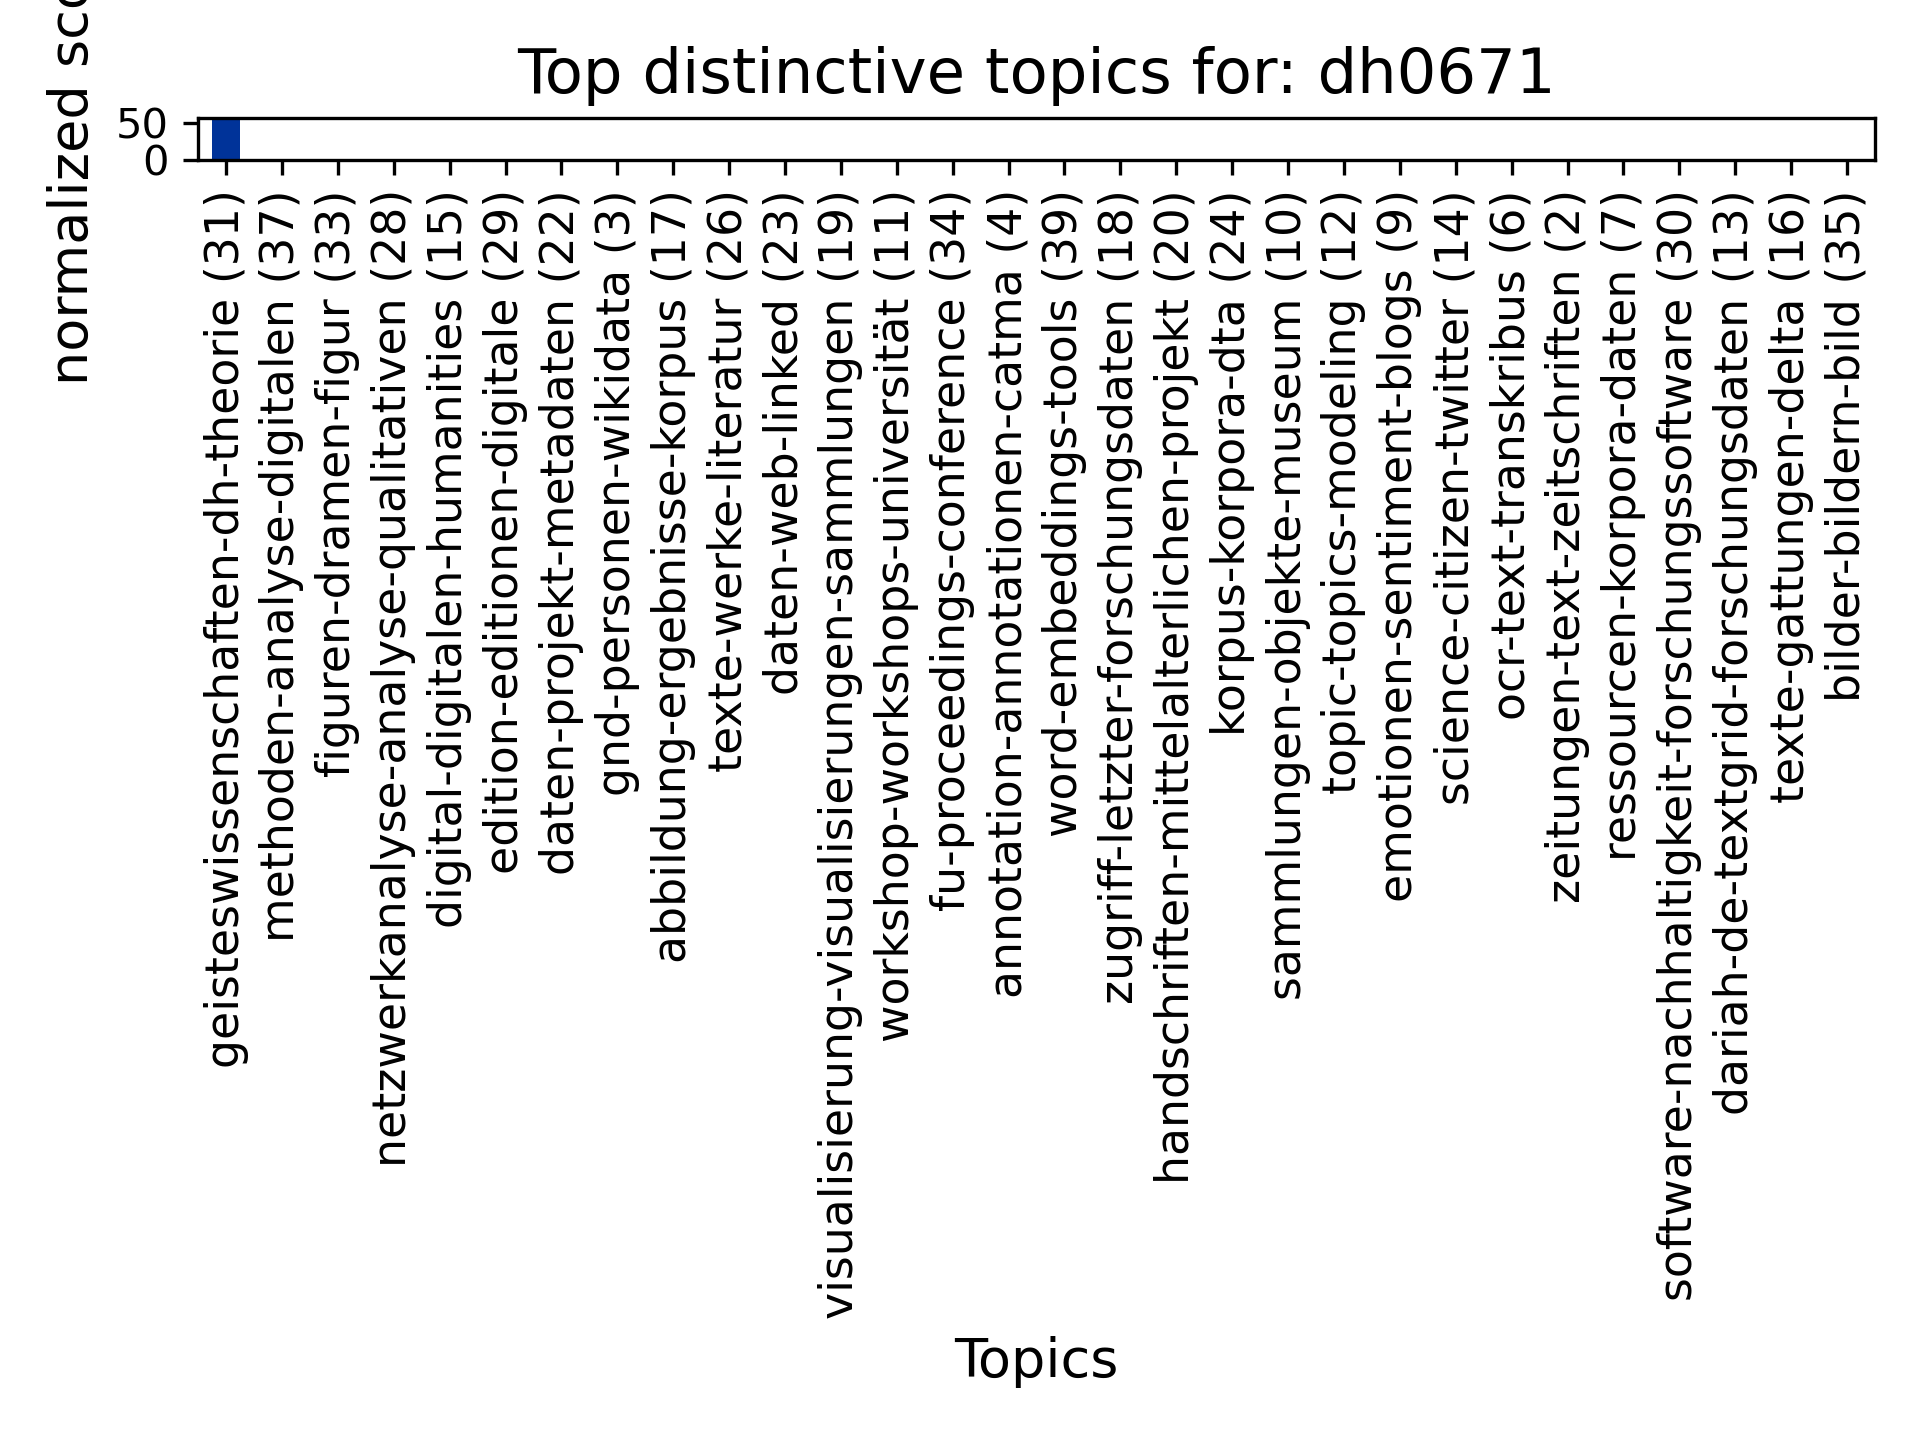 Top distinctive topics for: dh0671
normalized sco
50
0
geisteswissenschaften-dh-theorie (31)
methoden-analyse-digitalen (37)
figuren-dramen-figur (33)
netzwerkanalyse-analyse-qualitativen (28)
digital-digitalen-humanities (15)
edition-editionen-digitale (29)
daten-projekt-metadaten (22)
gnd-personen-wikidata (3)
abbildung-ergebnisse-korpus (17)
texte-werke-literatur (26)
daten-web-linked (23)
visualisierung-visualisierungen-sammlungen (19)
workshop-workshops-universität (11)
fu-proceedings-conference (34)
annotation-annotationen-catma (4)
word-embeddings-tools (39)
zugriff-letzter-forschungsdaten (18)
handschriften-mittelalterlichen-projekt (20)
korpus-korpora-dta (24)
sammlungen-objekte-museum (10)
topic-topics-modeling (12)
emotionen-sentiment-blogs (9)
science-citizen-twitter (14)
ocr-text-transkribus (6)
zeitungen-text-zeitschriften (2)
ressourcen-korpora-daten (7)
software-nachhaltigkeit-forschungssoftware (30)
dariah-de-textgrid-forschungsdaten (13)
texte-gattungen-delta (16)
bilder-bildern-bild (35)
Topics